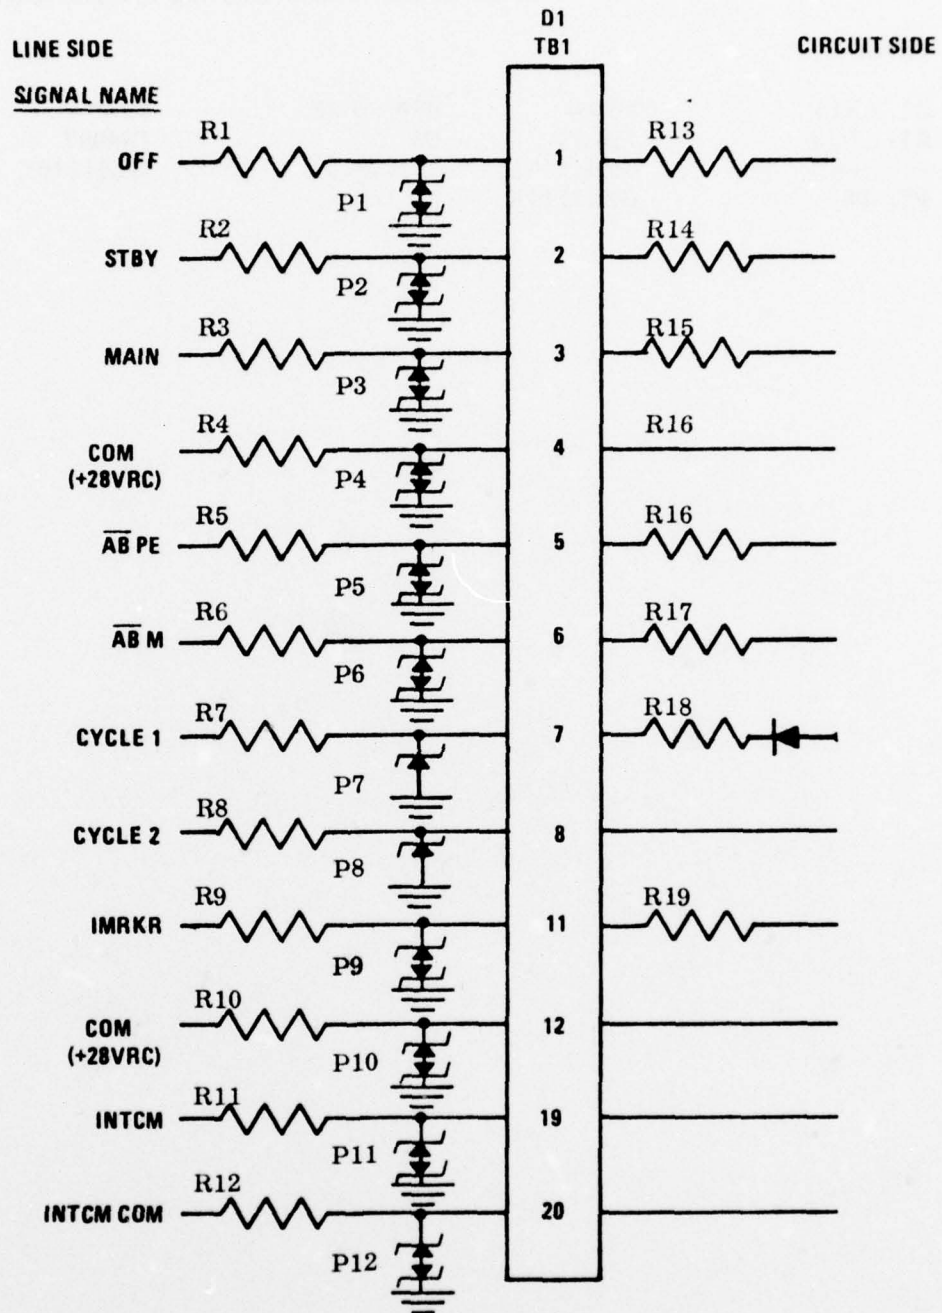 D1
LINE SIDE TB1 CIRCUIT SIDE
SIGNAL NAME
R1 R13
OFF 1
P1
R2 R14
STBY 2
P2
R3 R15
MAIN 3
P3
R4 R16
COM 4
(+28VRC) P4
R5 R16
A̅B̅ PE 5
P5
R6 R17
A̅B̅ M 6
P6
R7 R18
CYCLE 1 7
P7
R8
CYCLE 2 8
P8
R9 R19
IMRKR 11
P9
R10
COM 12
(+28VRC) P10
R11
INTCM 19
P11
R12
INTCM COM 20
P12